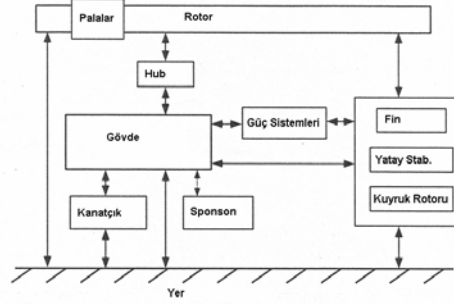 Palalar
Rotor
Hub
Gövde
Güç Sistemleri
Fin
Yatay Stab.
Kuyruk Rotoru
Kanatçık
Sponson
Yer